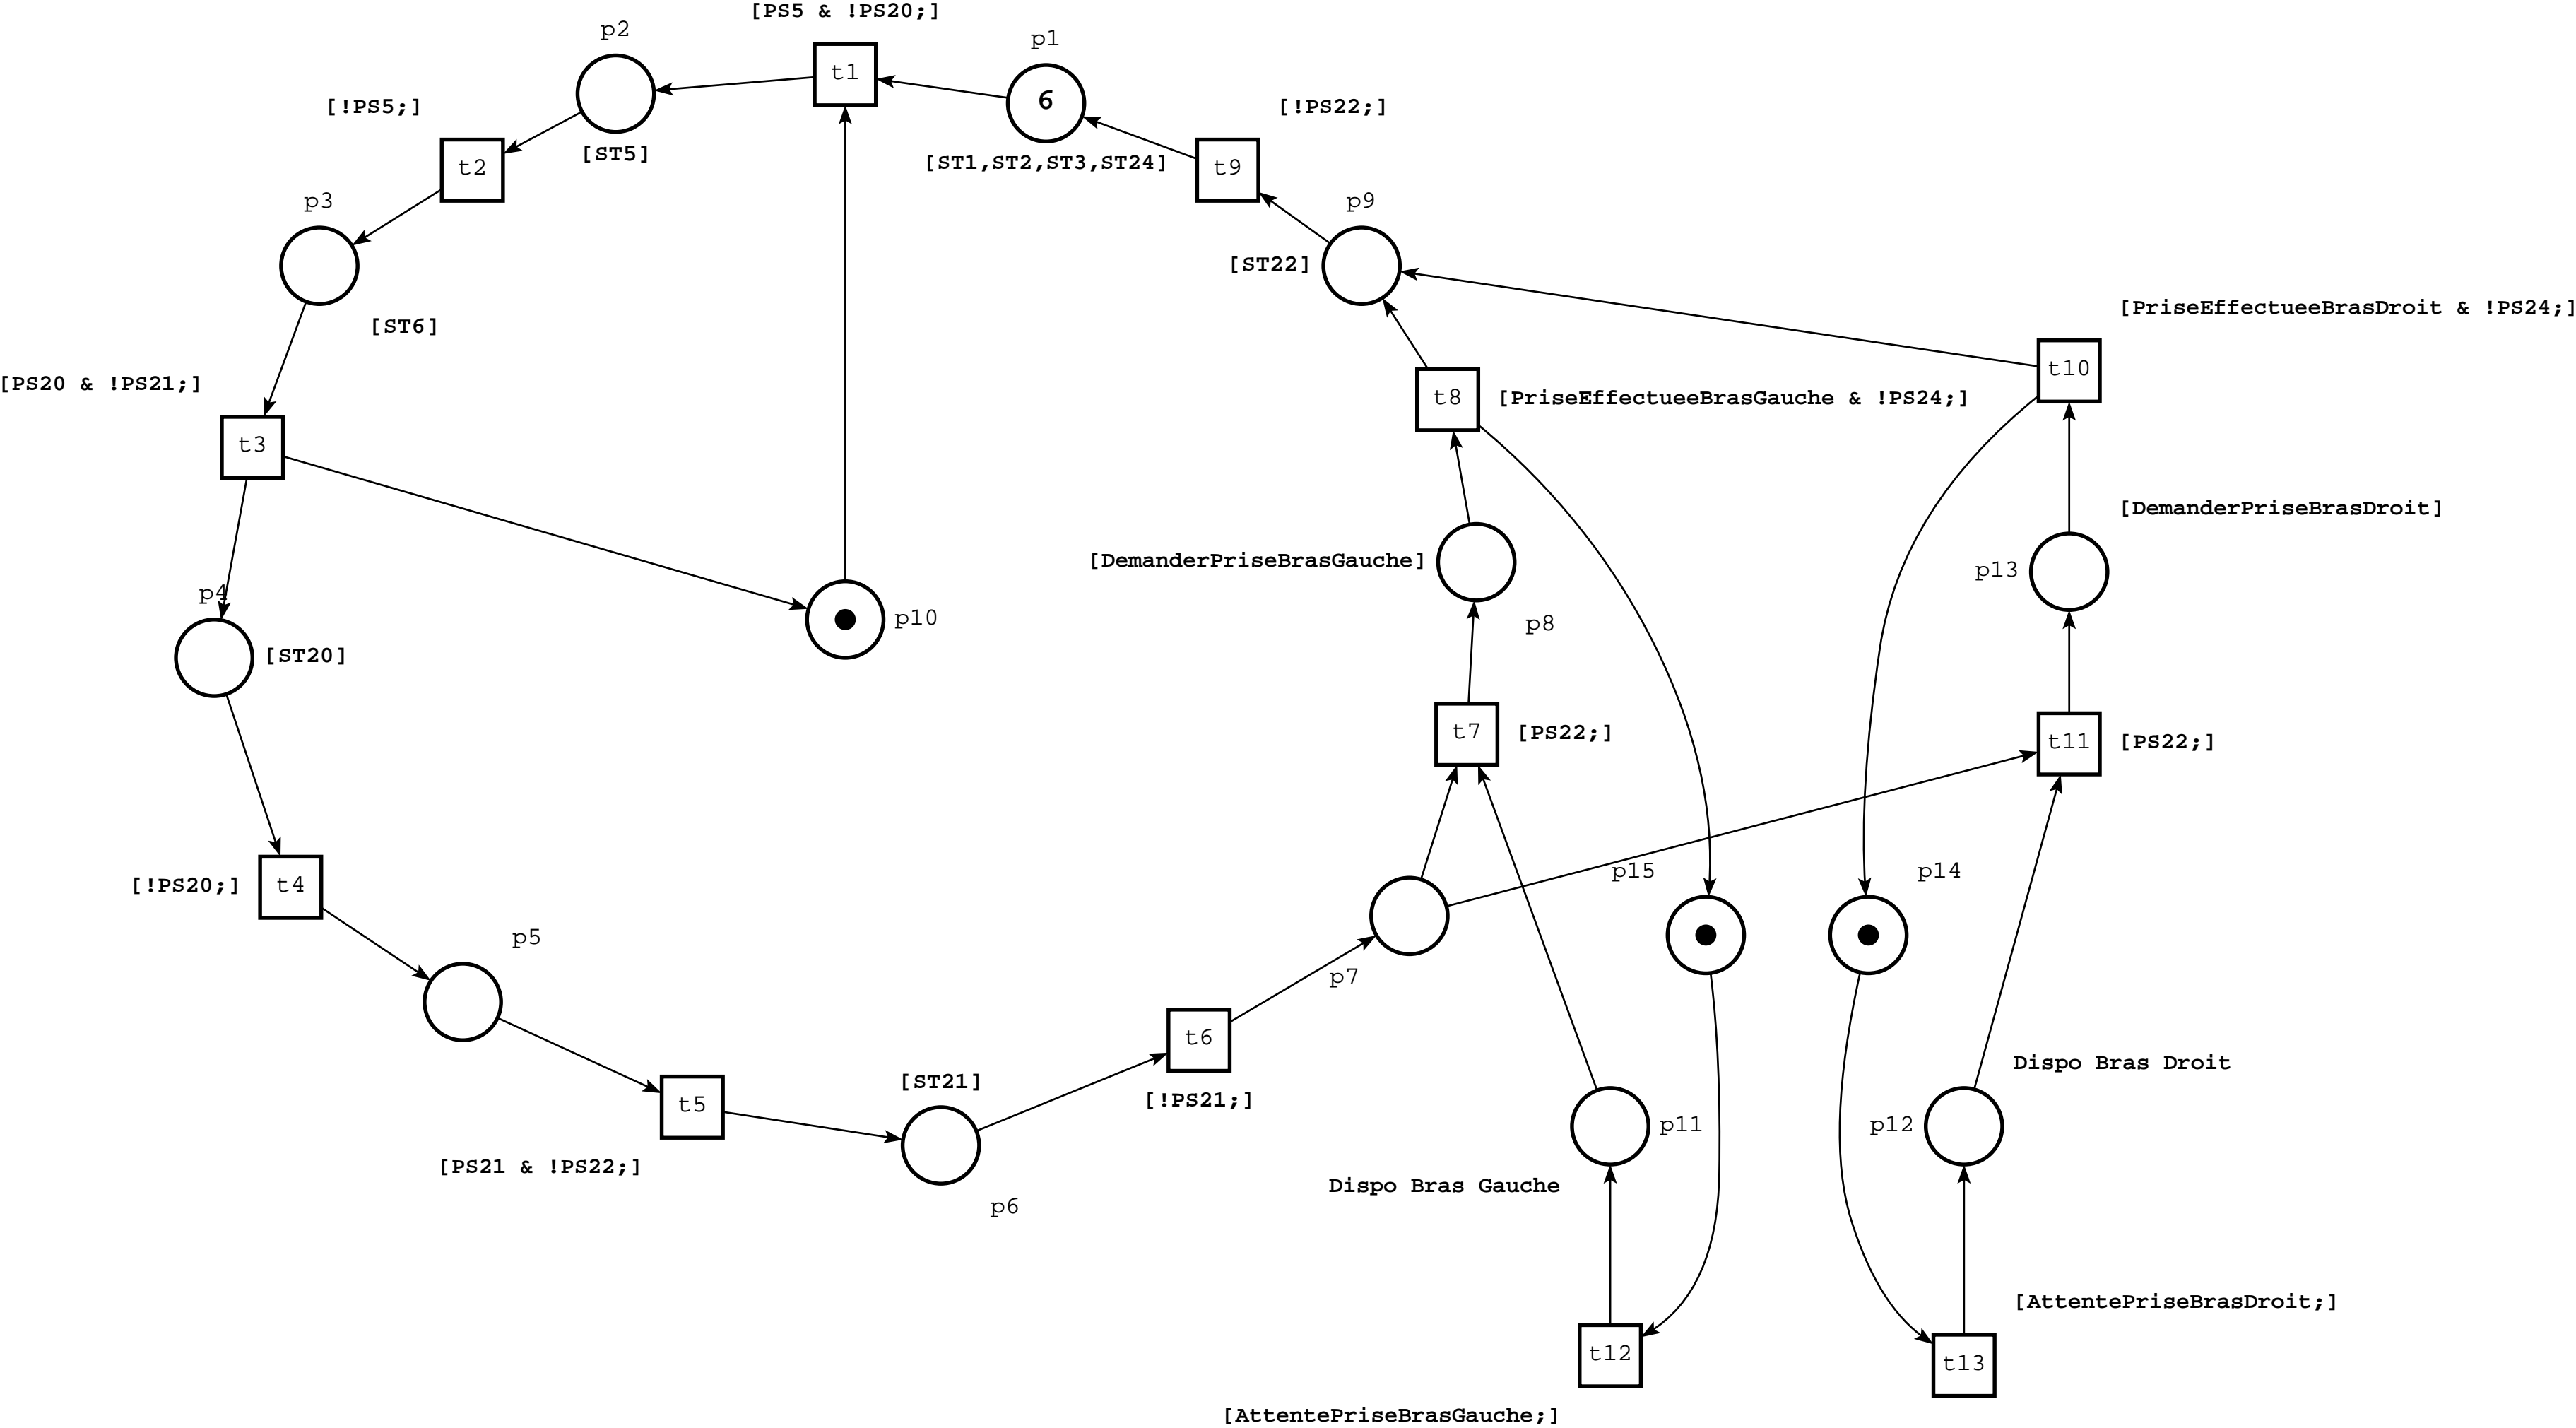 [PS5 & !PS20;]
p2
p1
t1
6
[!PS5;]
[!PS22;]
[ST5]
[ST1,ST2,ST3,ST24]
t2
t9
p3
p9
[ST22]
[PriseEffectueeBrasDroit & !PS24;]
[ST6]
t10
[PS20 & !PS21;]
t8
[PriseEffectueeBrasGauche & !PS24;]
t3
[DemanderPriseBrasDroit]
[DemanderPriseBrasGauche]
p13
p4
p10
p8
[ST20]
t7
[PS22;]
t11
[PS22;]
p15
p14
[!PS20;]
t4
p5
p7
t6
Dispo Bras Droit
[ST21]
[!PS21;]
t5
p11
p12
[PS21 & !PS22;]
Dispo Bras Gauche
p6
[AttentePriseBrasDroit;]
t12
t13
[AttentePriseBrasGauche;]